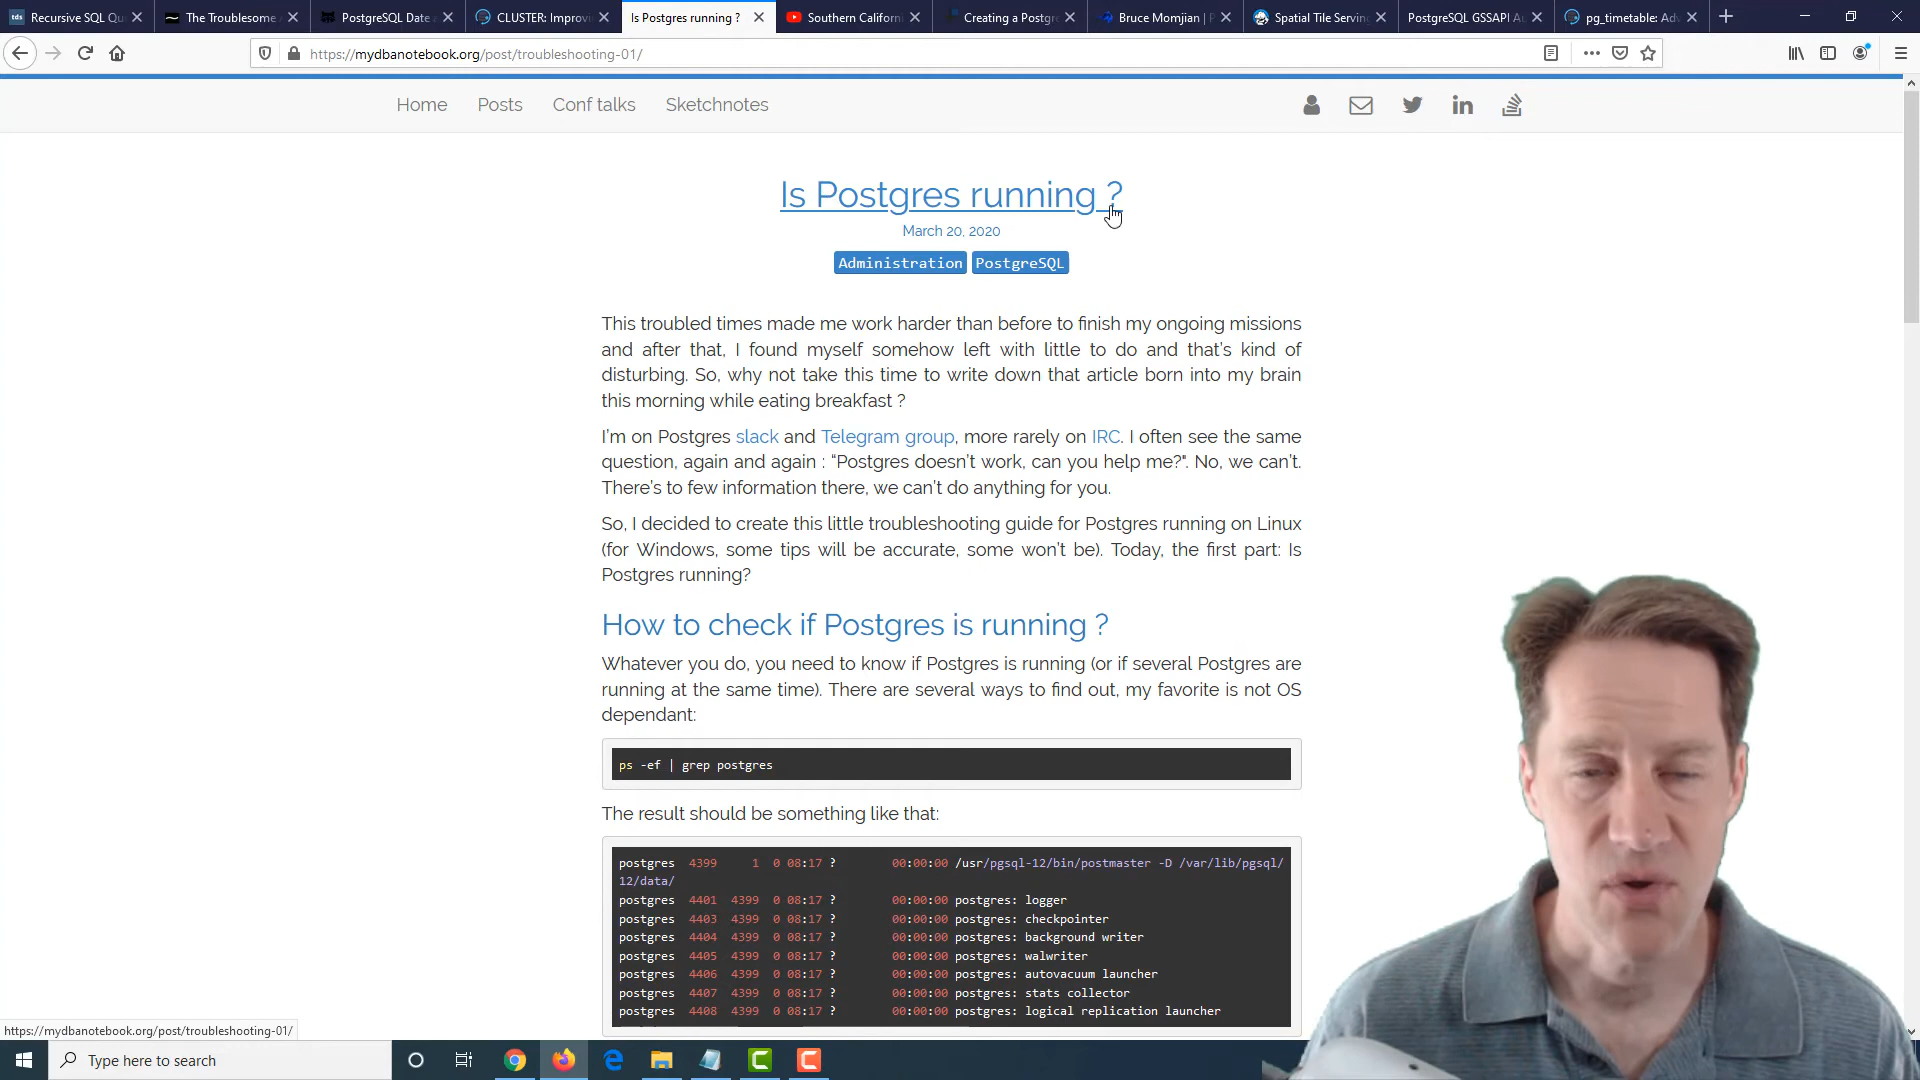 Recursive SQL Qu
The Troublesome
PostgreSQL Date
CLUSTER: Improvi
Is Postgres running ?
Southern Californi
Creating a Postgr
Bruce Momjian | P
Spatial Tile Serving
PostgreSQL GSSAPI Au
pg_timetable: Adv
https://mydbanotebook.org/post/troubleshooting-01/
Home Posts Conf talks Sketchnotes
Is Postgres running ?
March 20, 2020
Administration PostgreSQL
This troubled times made me work harder than before to finish my ongoing missions
and after that, I found myself somehow left with little to do and that's kind of
disturbing. So, why not take this time to write down that article born into my brain
this morning while eating breakfast ?
I'm on Postgres slack and Telegram group, more rarely on IRC. I often see the same
question, again and again : “Postgres doesn't work, can you help me?". No, we can't.
There's to few information there, we can't do anything for you.
So, I decided to create this little troubleshooting guide for Postgres running on Linux
(for Windows, some tips will be accurate, some won't be). Today, the first part: Is
Postgres running?
How to check if Postgres is running ?
Whatever you do, you need to know if Postgres is running (or if several Postgres are
running at the same time). There are several ways to find out, my favorite is not OS
dependant:
ps -ef | grep postgres
The result should be something like that:
postgres 4399 1 0 08:17 ? 00:00:00 /usr/pgsql-12/bin/postmaster -D /var/lib/pgsql/
12/data/
postgres 4401 4399 0 08:17 ? 00:00:00 postgres: logger
postgres 4403 4399 0 08:17 ? 00:00:00 postgres: checkpointer
postgres 4404 4399 0 08:17 ? 00:00:00 postgres: background writer
postgres 4405 4399 0 08:17 ? 00:00:00 postgres: walwriter
postgres 4406 4399 0 08:17 ? 00:00:00 postgres: autovacuum launcher
postgres 4407 4399 0 08:17 ? 00:00:00 postgres: stats collector
postgres 4408 4399 0 08:17 ? 00:00:00 postgres: logical replication launcher
https://mydbanotebook.org/post/troubleshooting-01/
Type here to search